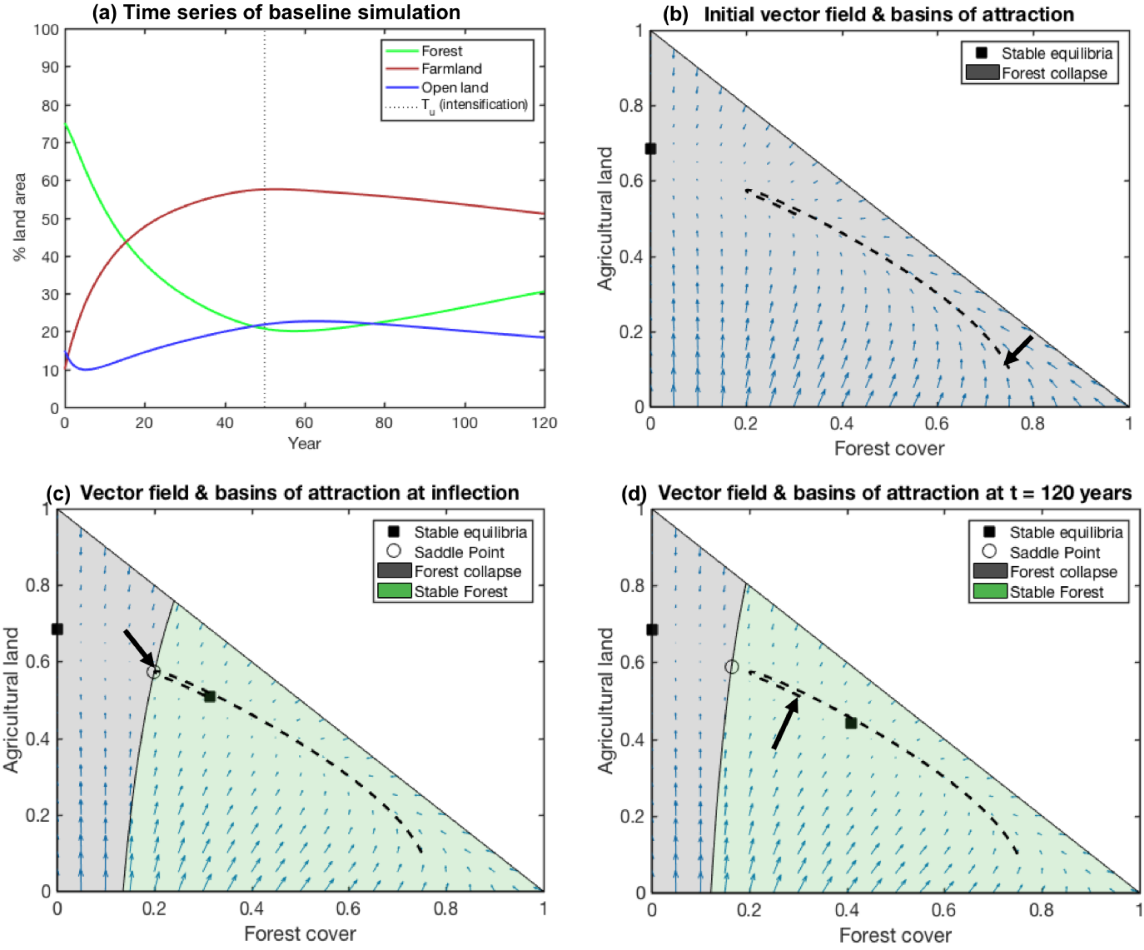 (a) Time series of baseline simulation
100
90
80
70
60
50
40
30
20
10
0
% land area
0 20 40 60 80 100 120
Year
Forest
Farmland
Open land
T_u (intensification)
(b) Initial vector field & basins of attraction
1
0.8
0.6
0.4
0.2
0
Agricultural land
0 0.2 0.4 0.6 0.8 1
Forest cover
Stable equilibria
Forest collapse
(c) Vector field & basins of attraction at inflection
1
0.8
0.6
0.4
0.2
0
Agricultural land
0 0.2 0.4 0.6 0.8 1
Forest cover
Stable equilibria
Saddle Point
Forest collapse
Stable Forest
(d) Vector field & basins of attraction at t = 120 years
1
0.8
0.6
0.4
0.2
0
Agricultural land
0 0.2 0.4 0.6 0.8 1
Forest cover
Stable equilibria
Saddle Point
Forest collapse
Stable Forest